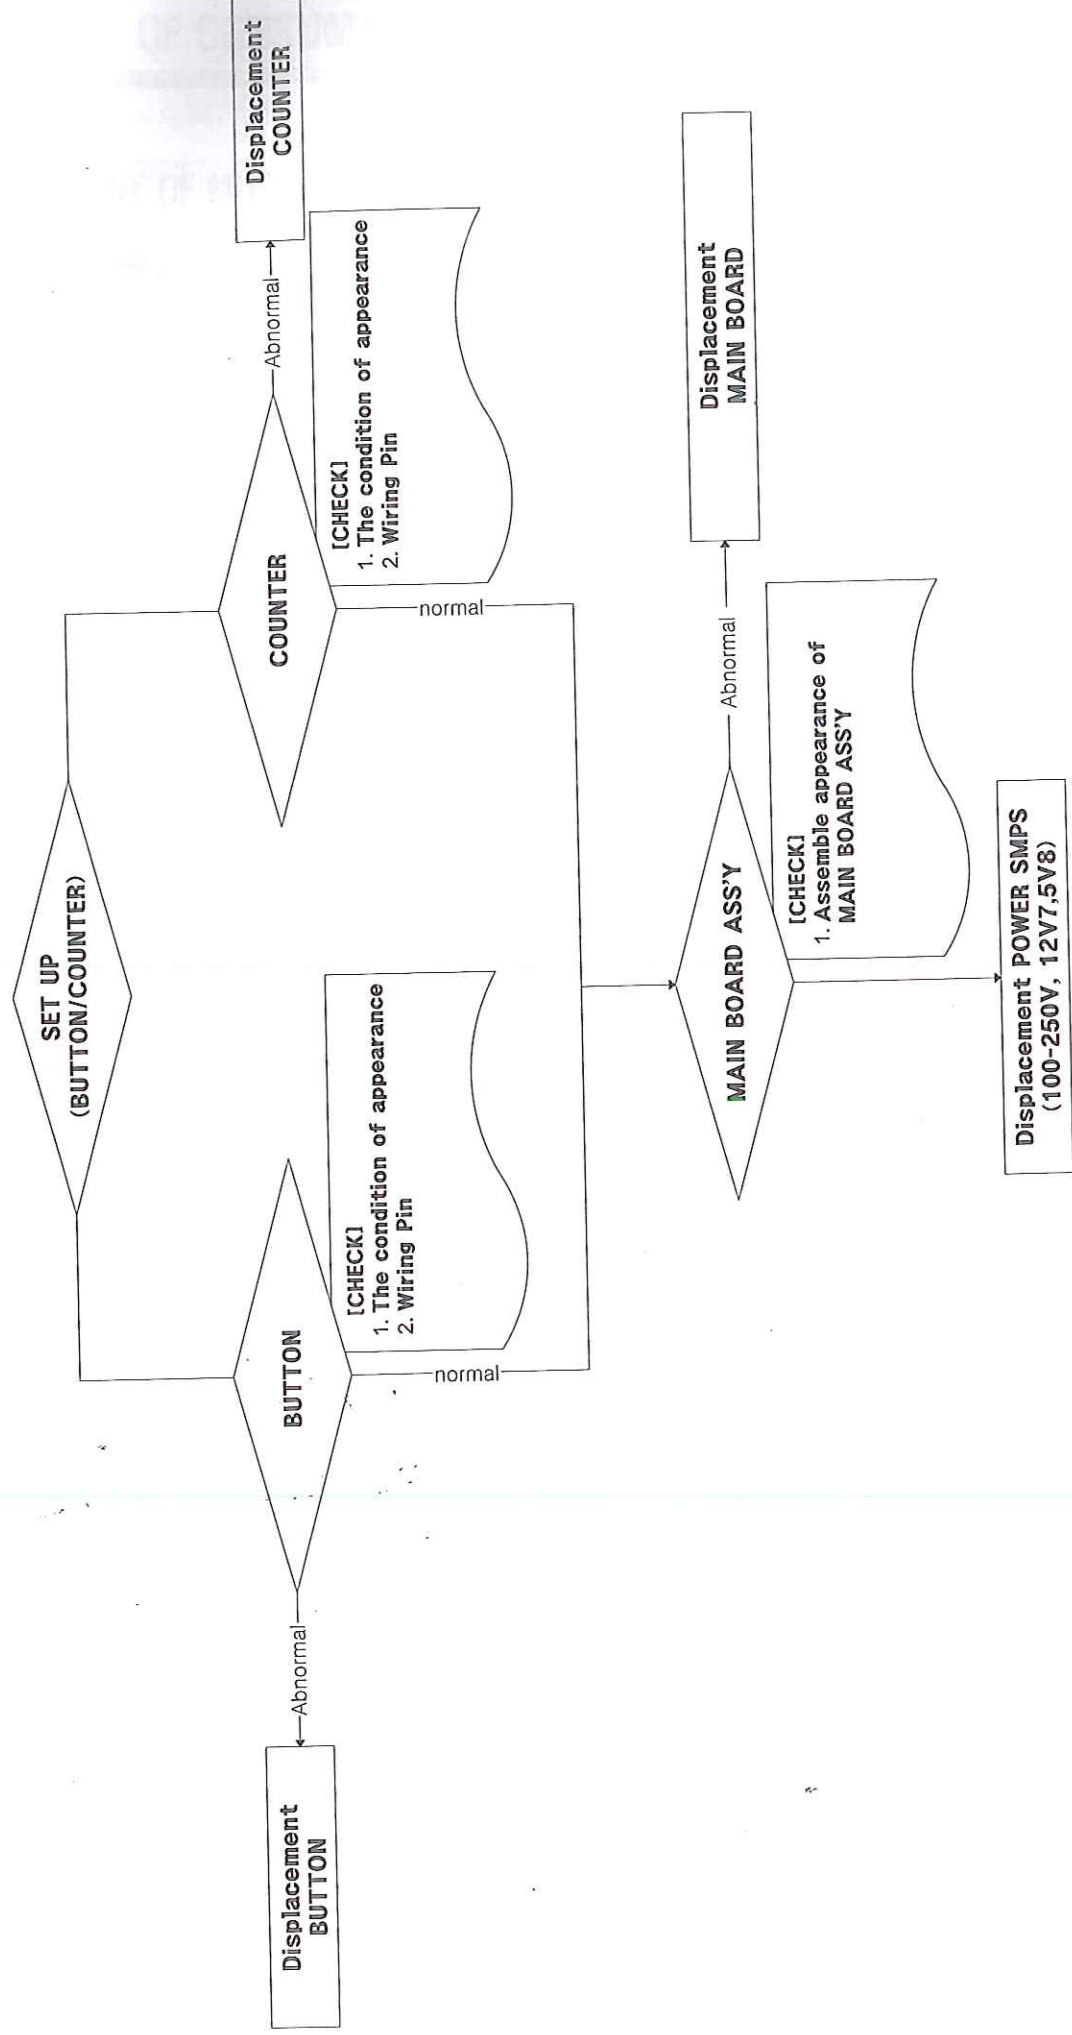 SET UP
(BUTTON/COUNTER)
Displacement
BUTTON
Abnormal
BUTTON
[CHECK]
1. The condition of appearance
2. Wiring Pin
normal
COUNTER
Abnormal
Displacement
COUNTER
[CHECK]
1. The condition of appearance
2. Wiring Pin
normal
MAIN BOARD ASS'Y
Abnormal
Displacement
MAIN BOARD
[CHECK]
1. Assemble appearance of
MAIN BOARD ASS'Y
Displacement POWER SMPS
(100-250V, 12V7,5V8)